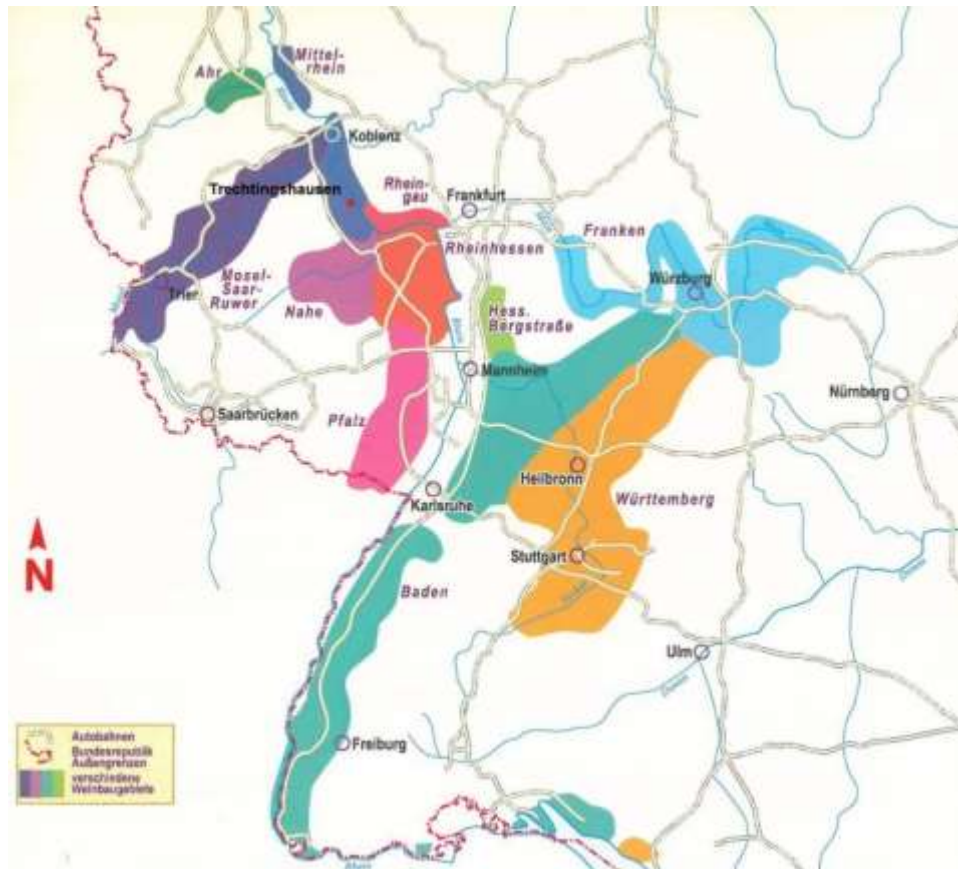 Mittel-
rhein
Ahr
Koblenz
Trechtingshausen
Rhein-
gau
Frankfurt
Rheinhessen
Franken
Würzburg
Trier
Mosel-
Saar-
Ruwer
Nahe
Hess.
Bergstraße
Mannheim
Nürnberg
Saarbrücken
Pfalz
Heilbronn
Karlsruhe
Württemberg
Stuttgart
N
Baden
Ulm
Freiburg
Autobahnen
Bundesrepublik
Außengrenzen
verschiedene
Weinbaugebiete
Rhein